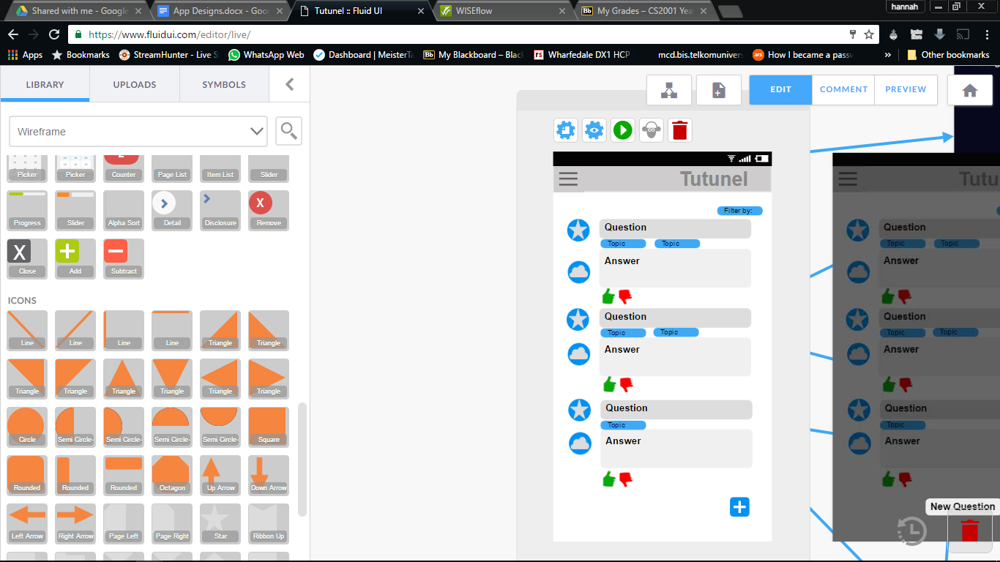 Shared with me - Google
App Designs.docx - Goo
Tutunel :: Fluid UI
WISEflow
My Grades – CS2001 Yea
hannah
https://www.fluidui.com/editor/live/
Apps
Bookmarks
StreamHunter - Live S
WhatsApp Web
Dashboard | MeisterTa
My Blackboard – Black
Wharfedale DX1 HCP
mcd.bis.telkomunivers
How I became a passw
»
Other bookmarks
LIBRARY
UPLOADS
SYMBOLS
EDIT
COMMENT
PREVIEW
Wireframe
Picker
Picker
Counter
Page List
Item List
Slider
Progress
Slider
Alpha Sort
Detail
Disclosure
X
Remove
X
Close
Add
Subtract
ICONS
Line
Line
Line
Line
Triangle
Triangle
Triangle
Triangle
Triangle
Triangle
Triangle
Triangle
Circle
Semi Circle-
Semi Circle-
Semi Circle-
Semi Circle-
Square
Rounded
Rounded
Rounded
Octagon
Up Arrow
Down Arrow
Left Arrow
Right Arrow
Page Left
Page Right
Star
Ribbon Up
Tutunel
Filter by:
Question
Topic Topic
Answer
Question
Topic Topic
Answer
Question
Topic
Answer
Tutu
Question
Topic Topic
Answer
Question
Topic Topic
Answer
Question
Topic
Answer
New Question